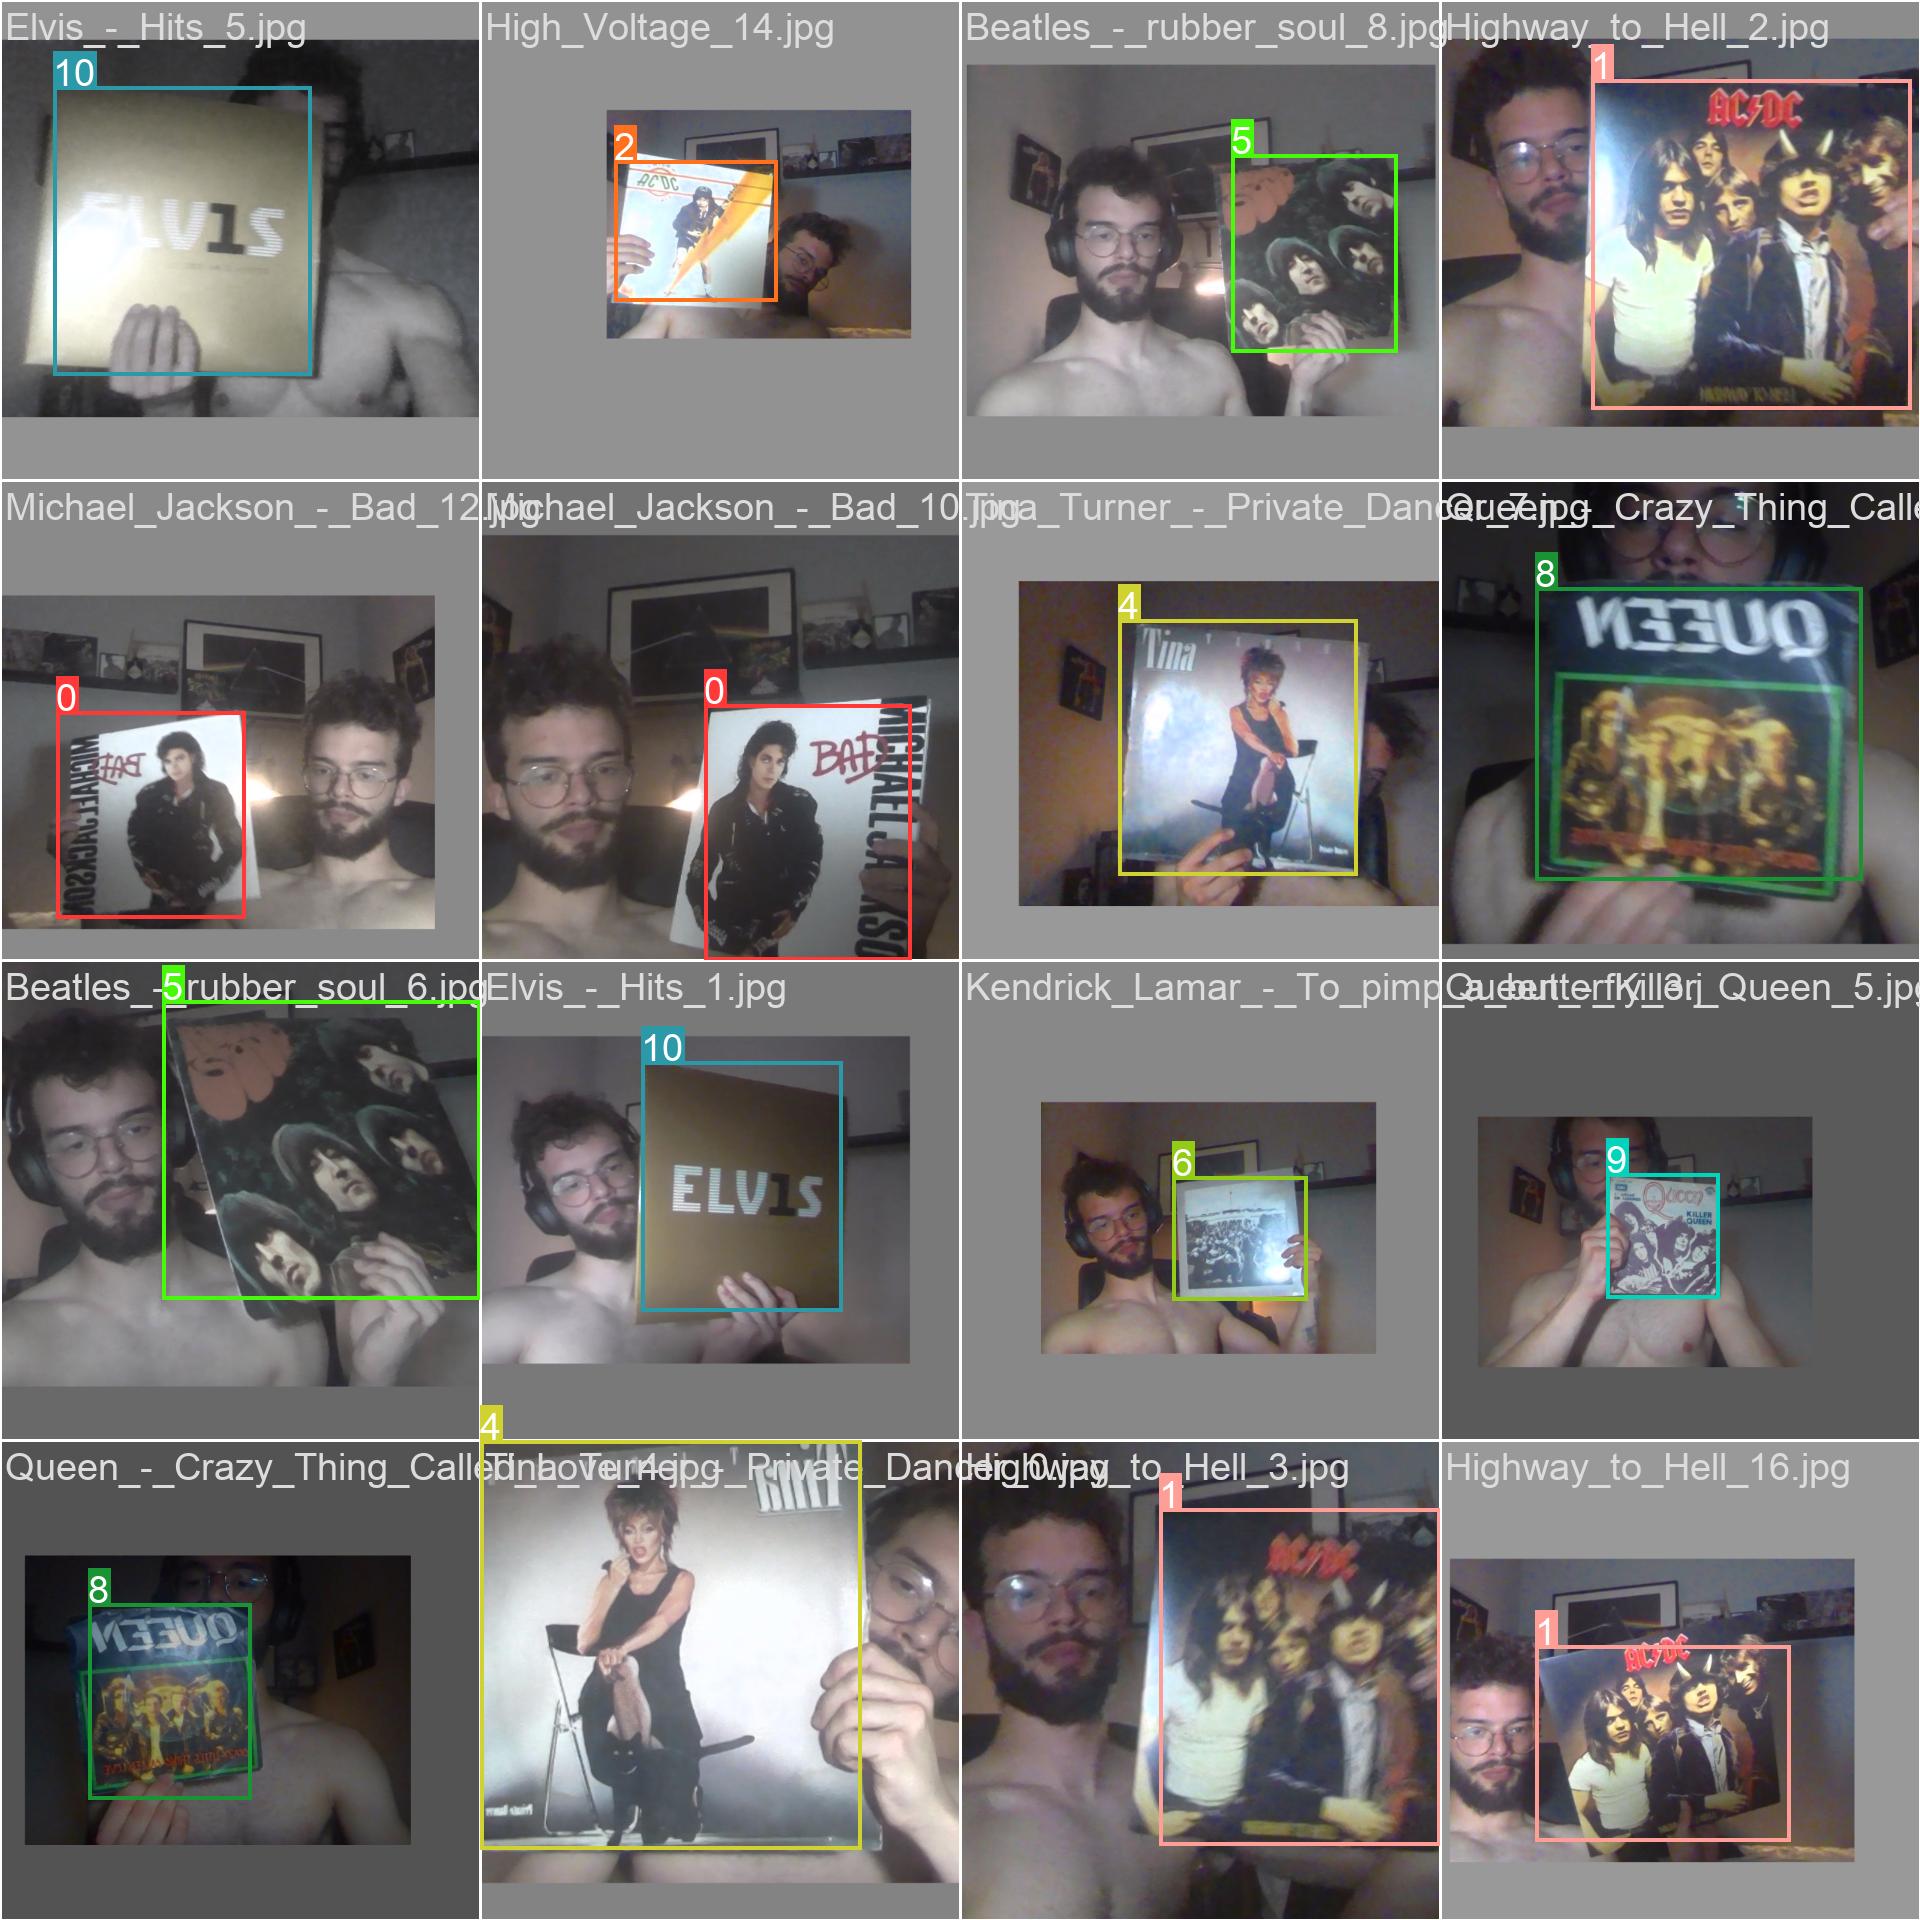 Elvis_-_Hits_5.jpg
10
ELV1S
High_Voltage_14.jpg
2
AC DC
Beatles_-_rubber_soul_8.jpg
5
Highway_to_Hell_2.jpg
1
AC/DC
HIGHWAY TO HELL
Michael_Jackson_-_Bad_12.jpg
0
BAD
MICHAEL JACKSON
Michael_Jackson_-_Bad_10.jpg
0
BAD
MICHAEL JACKSO
Tina_Turner_-_Private_Dancer_7.jpg
4
Tina
Queen_-_Crazy_Thing_Calle
8
QUEEN
Beatles_-_rubber_soul_6.jpg
5
Elvis_-_Hits_1.jpg
10
ELV1S
Kendrick_Lamar_-_To_pimp_a_butterfly_3.j
6
Queen_-_Killer_Queen_5.jpg
9
Queen
KILLER
QUEEN
Queen_-_Crazy_Thing_Called_Love_4.jpg
8
QUEEN
Tina_Turner_-_Private_Dancer_0.jpg
4
Tina
Highway_to_Hell_3.jpg
1
AC/DC
Highway_to_Hell_16.jpg
1
AC/DC